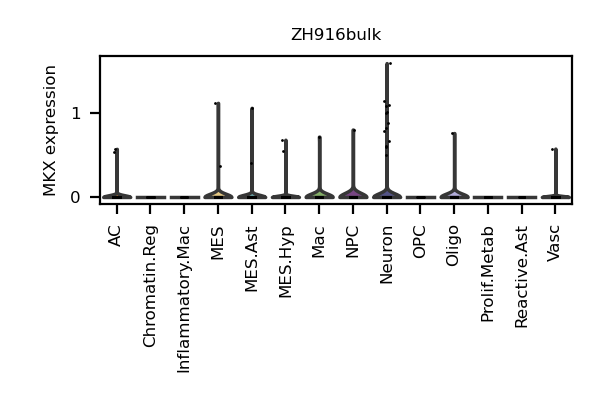 ZH916bulk
MKX expression
1
0
AC
Chromatin.Reg
Inflammatory.Mac
MES
MES.Ast
MES.Hyp
Mac
NPC
Neuron
OPC
Oligo
Prolif.Metab
Reactive.Ast
Vasc